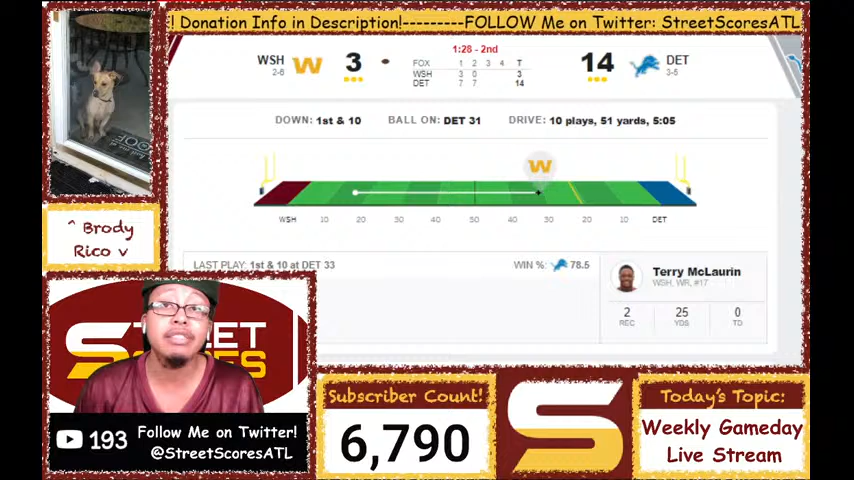 ! Donation Info in Description!---------FOLLOW Me on Twitter: StreetScoresATL
1:28 - 2nd
WSH
2-6
W
3
FOX 1 2 3 4 T
WSH 3 0 3
DET 7 7 14
14
DET
3-5
DOWN: 1st & 10 BALL ON: DET 31 DRIVE: 10 plays, 51 yards, 5:05
W
WSH 10 20 30 40 50 40 30 20 10 DET
LAST PLAY: 1st & 10 at DET 33
WIN %: 78.5
Terry McLaurin
WSH, WR, #17
2 25 0
REC YDS TD
^ Brody
Rico v
STREET
SCORES
193
Follow Me on Twitter!
@StreetScoresATL
Subscriber Count!
6,790
S
Today's Topic:
Weekly Gameday
Live Stream